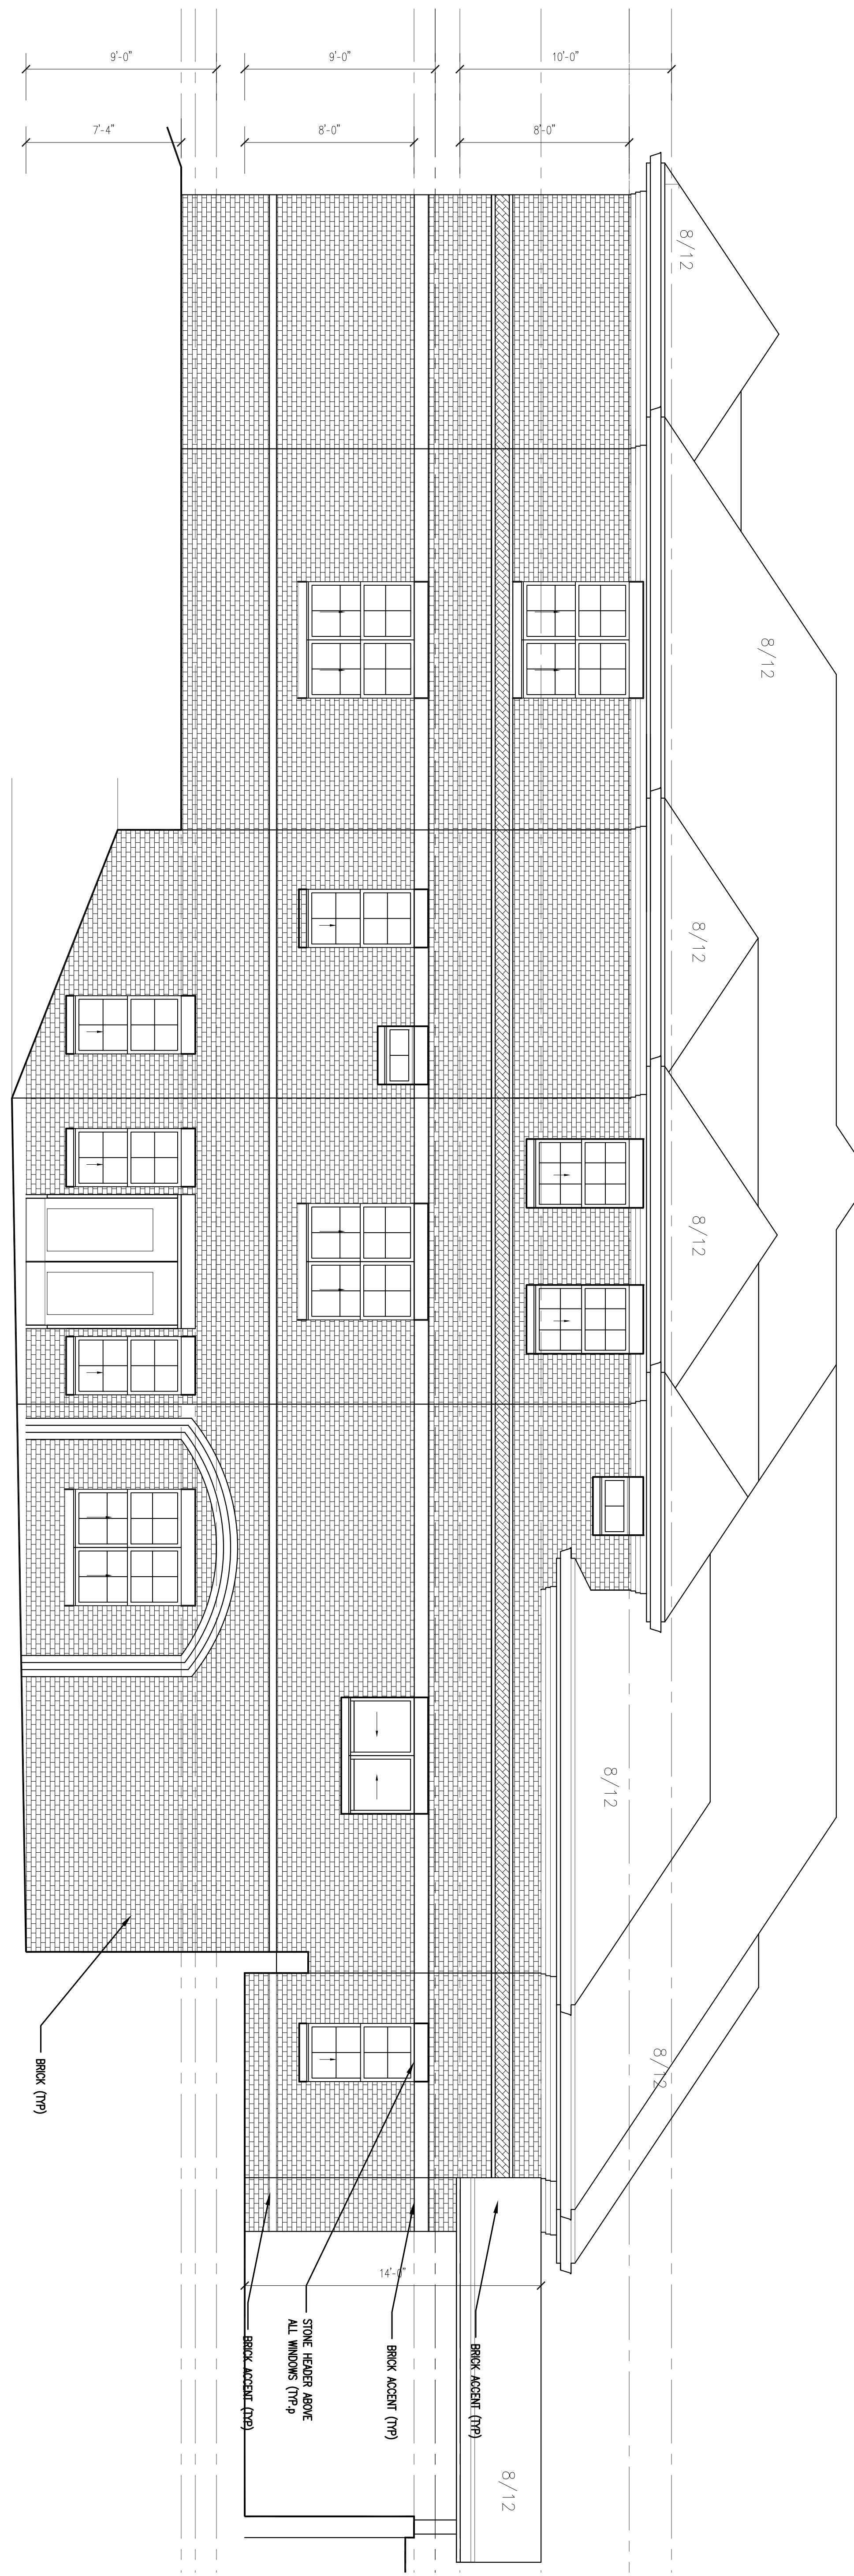 9'-0"
9'-0"
10'-0"
7'-4"
8'-0"
8'-0"
8/12
8/12
8/12
8/12
8/12
8/12
8/12
14'-0"
BRICK (TYP)
BRICK ACCENT (TYP)
STONE HEADER ABOVE
ALL WINDOWS (TYP.p
BRICK ACCENT (TYP)
BRICK ACCENT (TYP)